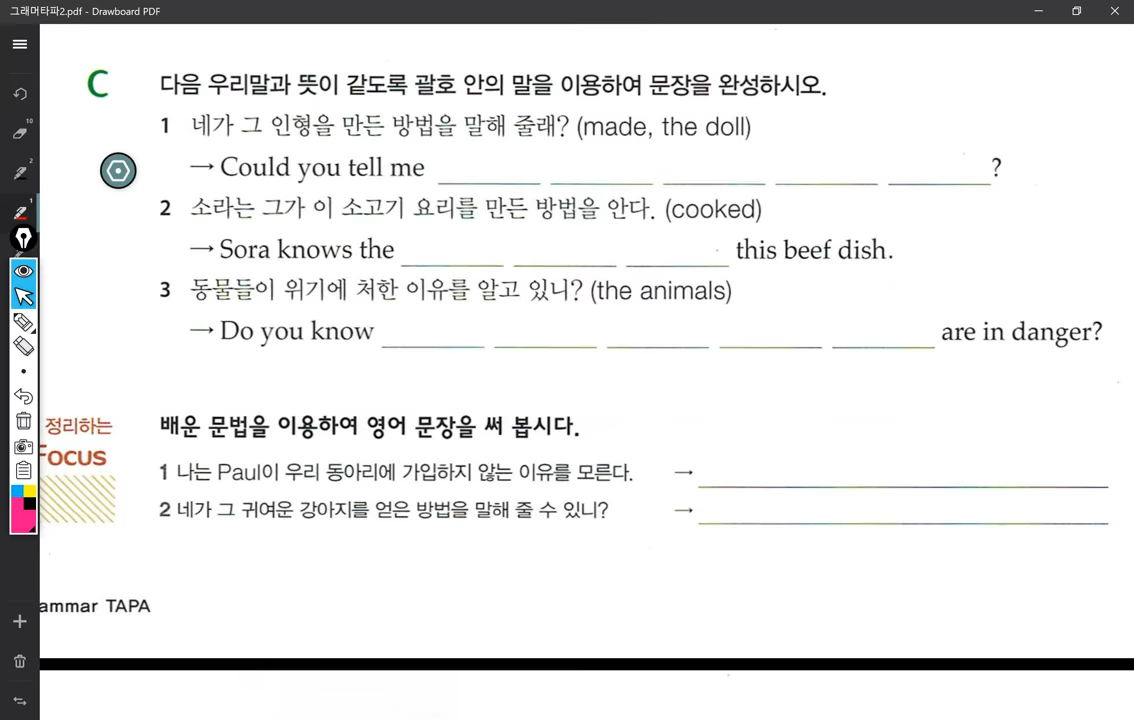 그래머타파2.pdf - Drawboard PDF
C 다음 우리말과 뜻이 같도록 괄호 안의 말을 이용하여 문장을 완성하시오.
1 네가 그 인형을 만든 방법을 말해 줄래? (made, the doll)
→ Could you tell me ?
2 소라는 그가 이 소고기 요리를 만든 방법을 안다. (cooked)
→ Sora knows the this beef dish.
3 동물들이 위기에 처한 이유를 알고 있니? (the animals)
→ Do you know are in danger?
정리하는
Focus
배운 문법을 이용하여 영어 문장을 써 봅시다.
1 나는 Paul이 우리 동아리에 가입하지 않는 이유를 모른다. →
2 네가 그 귀여운 강아지를 얻은 방법을 말해 줄 수 있니? →
ammar TAPA
10
2
1